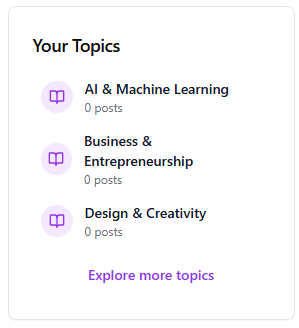 Your Topics
AI & Machine Learning
0 posts
Business &
Entrepreneurship
0 posts
Design & Creativity
0 posts
Explore more topics